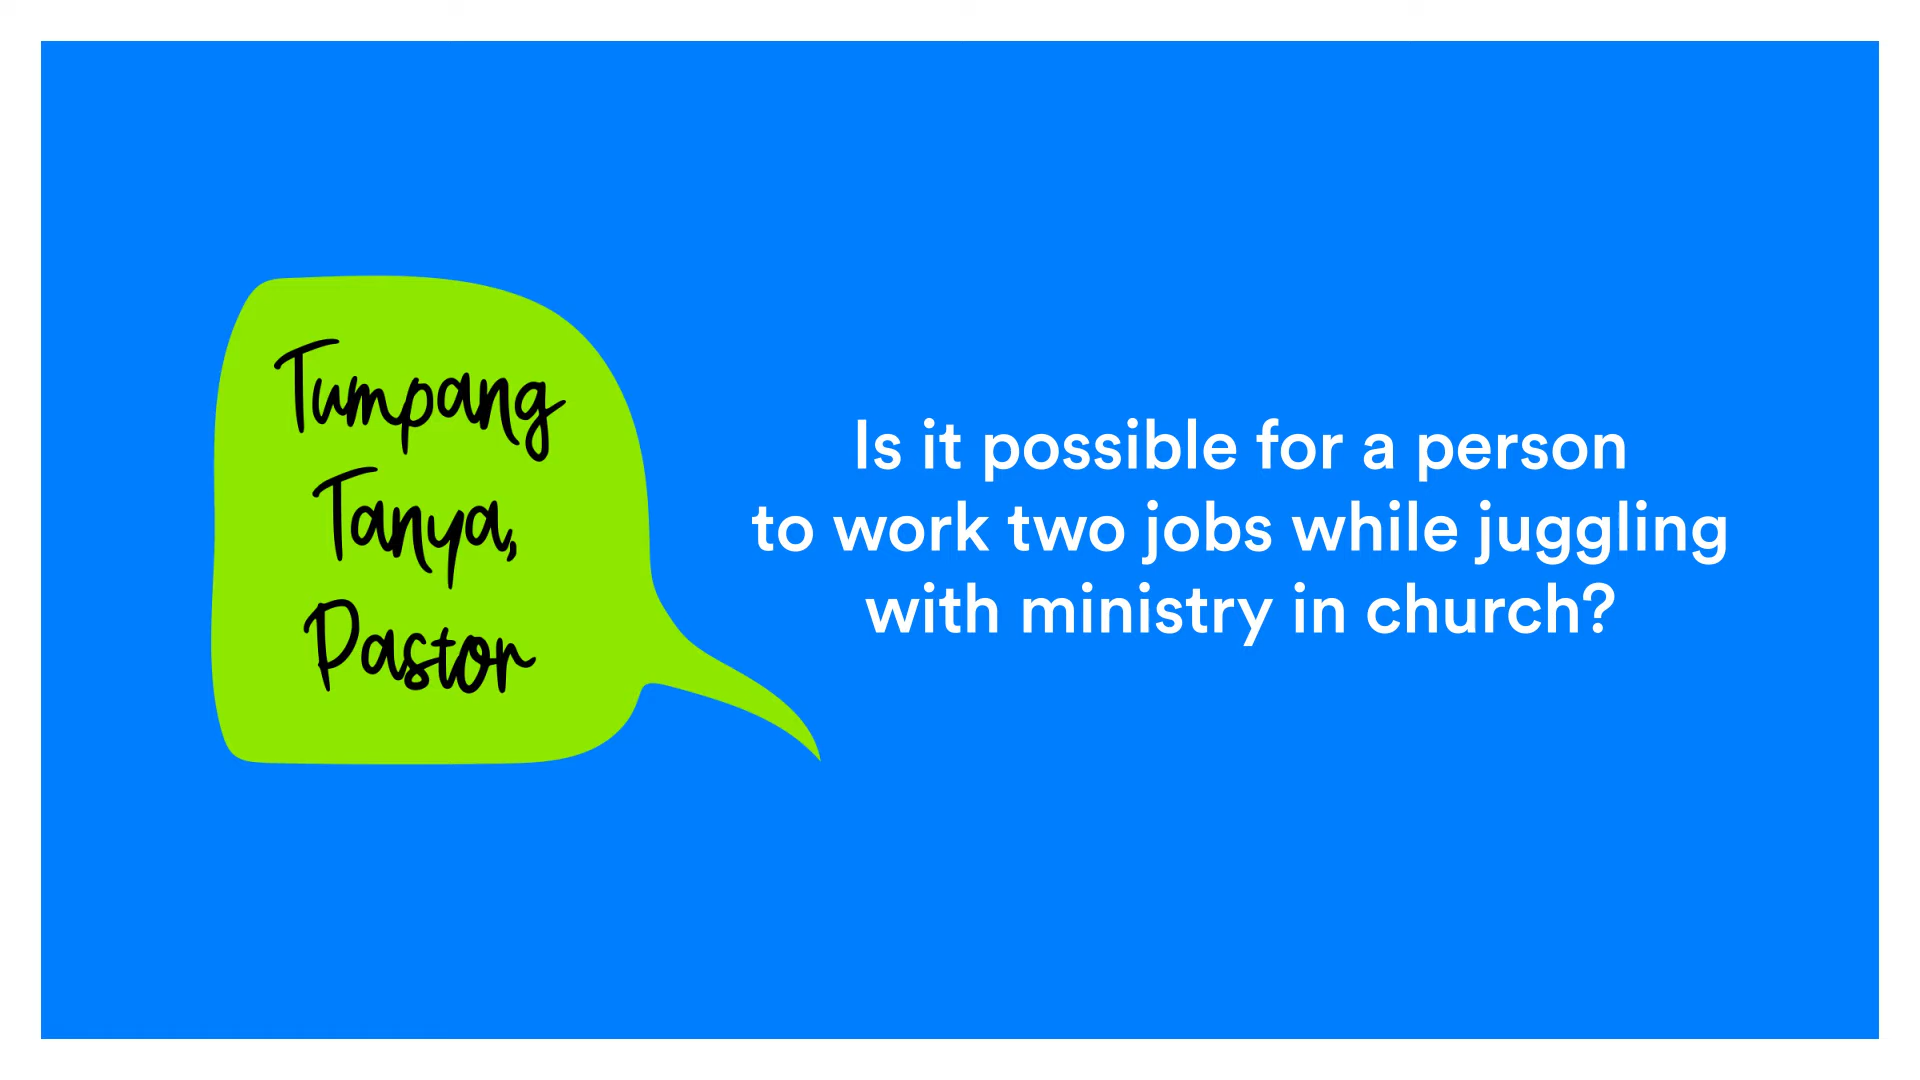 Tumpang
Tanya,
Pastor
Is it possible for a person
to work two jobs while juggling
with ministry in church?